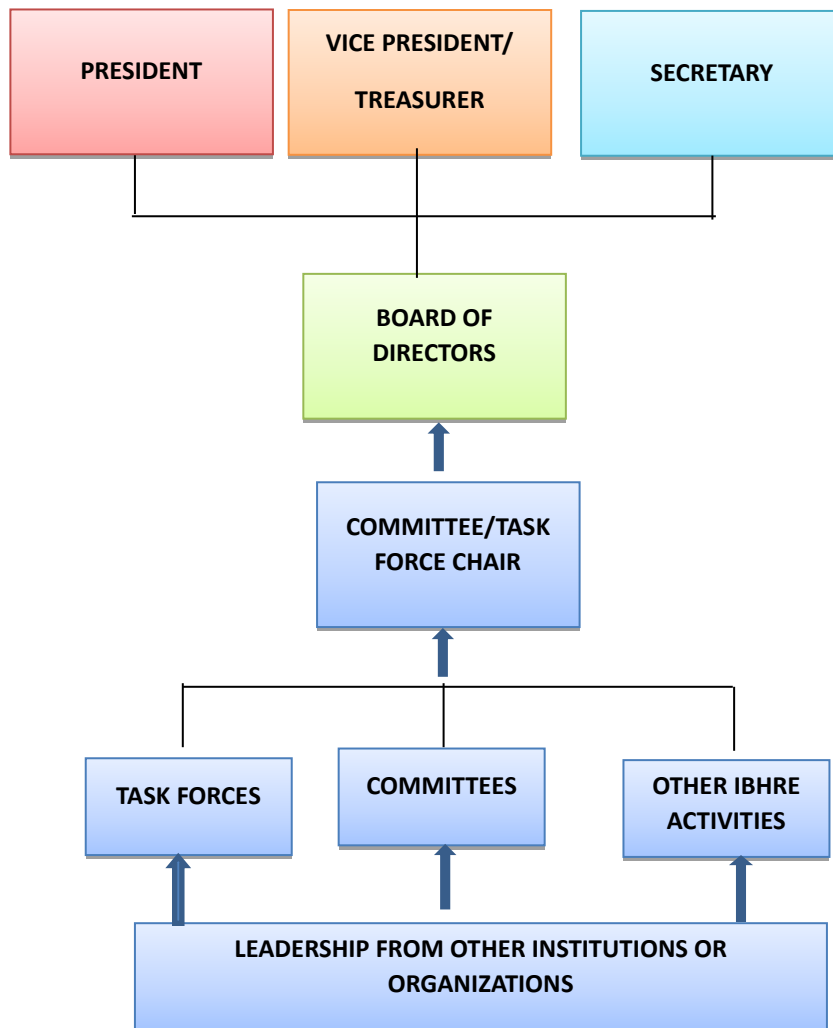 PRESIDENT
VICE PRESIDENT/
TREASURER
SECRETARY
BOARD OF
DIRECTORS
COMMITTEE/TASK
FORCE CHAIR
TASK FORCES
COMMITTEES
OTHER IBHRE
ACTIVITIES
LEADERSHIP FROM OTHER INSTITUTIONS OR
ORGANIZATIONS